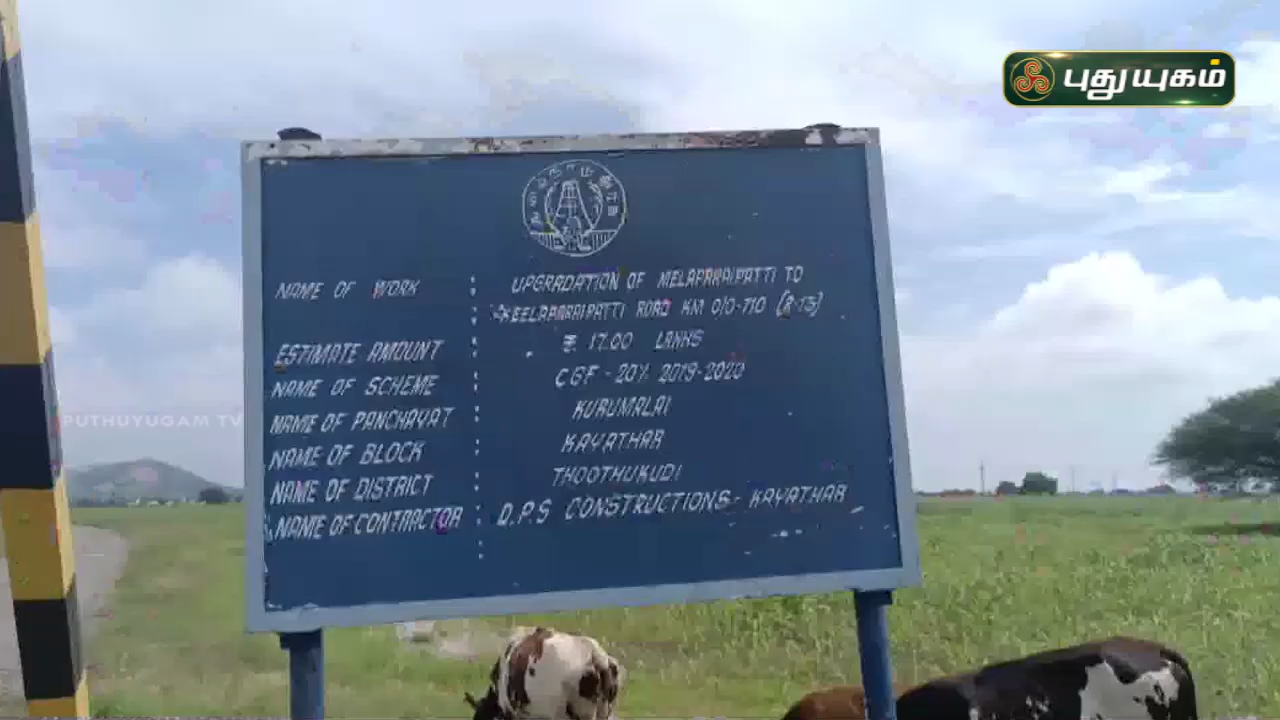 புதுயுகம்
NAME OF WORK : UPGRADATION OF MELAPARAIPATTI TO
KEELAPARAIPATTI ROAD KM 0/0-710 (R-T3)
ESTIMATE AMOUNT : ₹ 17.00 LAKHS
NAME OF SCHEME : CGF - 20% 2019-2020
NAME OF PANCHAYAT : KURUMALAI
NAME OF BLOCK : KAYATHAR
NAME OF DISTRICT : THOOTHUKUDI
NAME OF CONTRACTOR : D.P.S CONSTRUCTIONS - KAYATHAR
PUTHUYUGAM TV